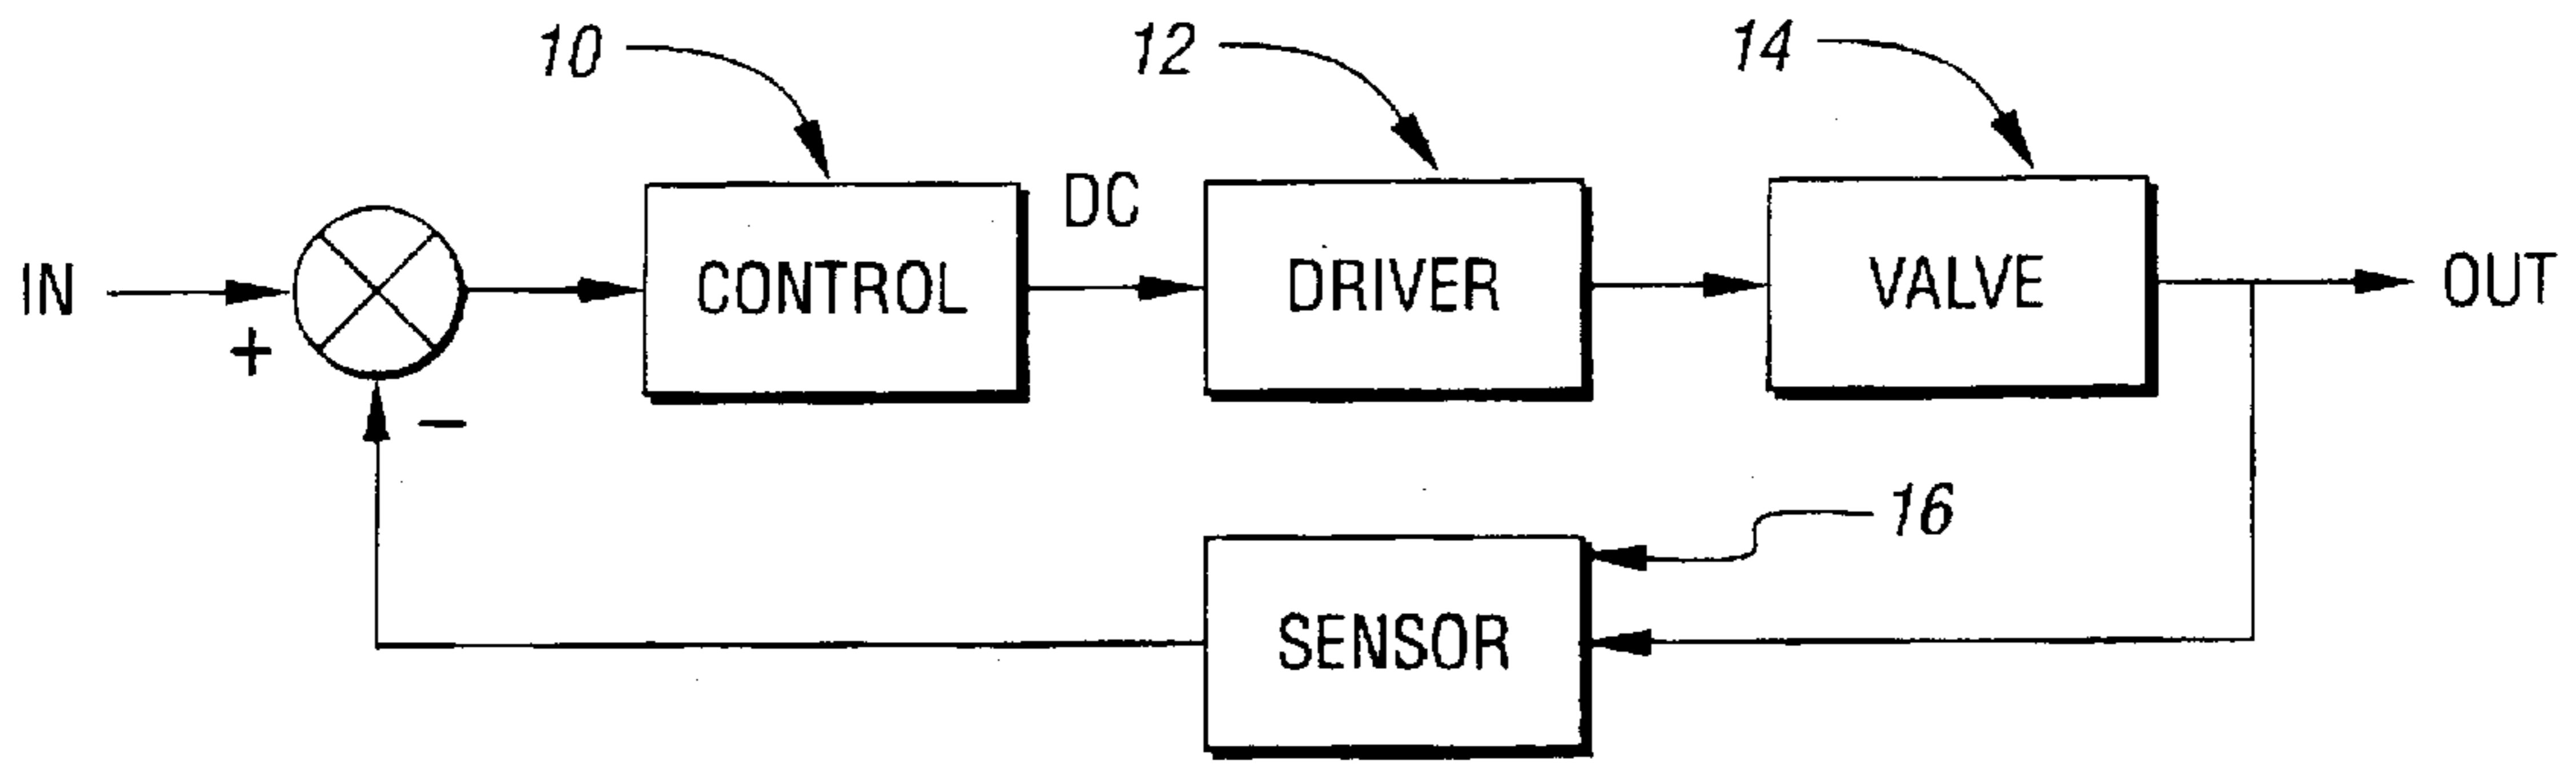 10
12
14
DC
IN
CONTROL
DRIVER
VALVE
OUT
+
−
16
SENSOR